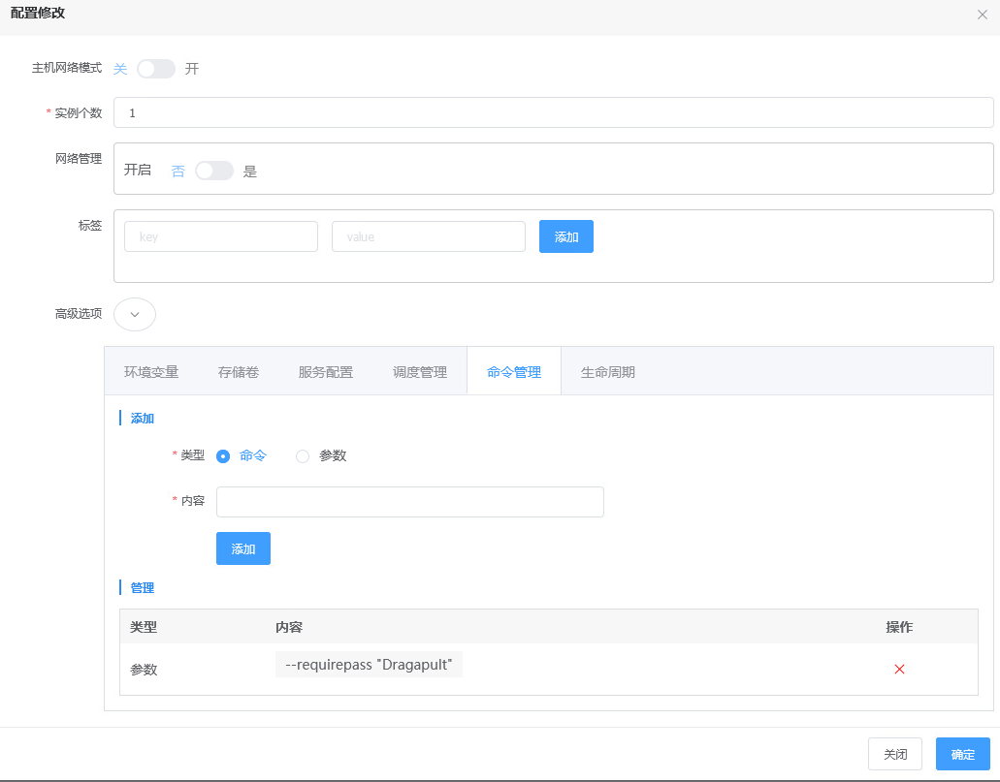 配置修改
主机网络模式 关 开
* 实例个数 1
网络管理 开启 否 是
标签 key value 添加
高级选项
环境变量 存储卷 服务配置 调度管理 命令管理 生命周期
添加
* 类型 命令 参数
* 内容
添加
管理
类型 内容 操作
参数 --requirepass "Dragapult"
关闭 确定